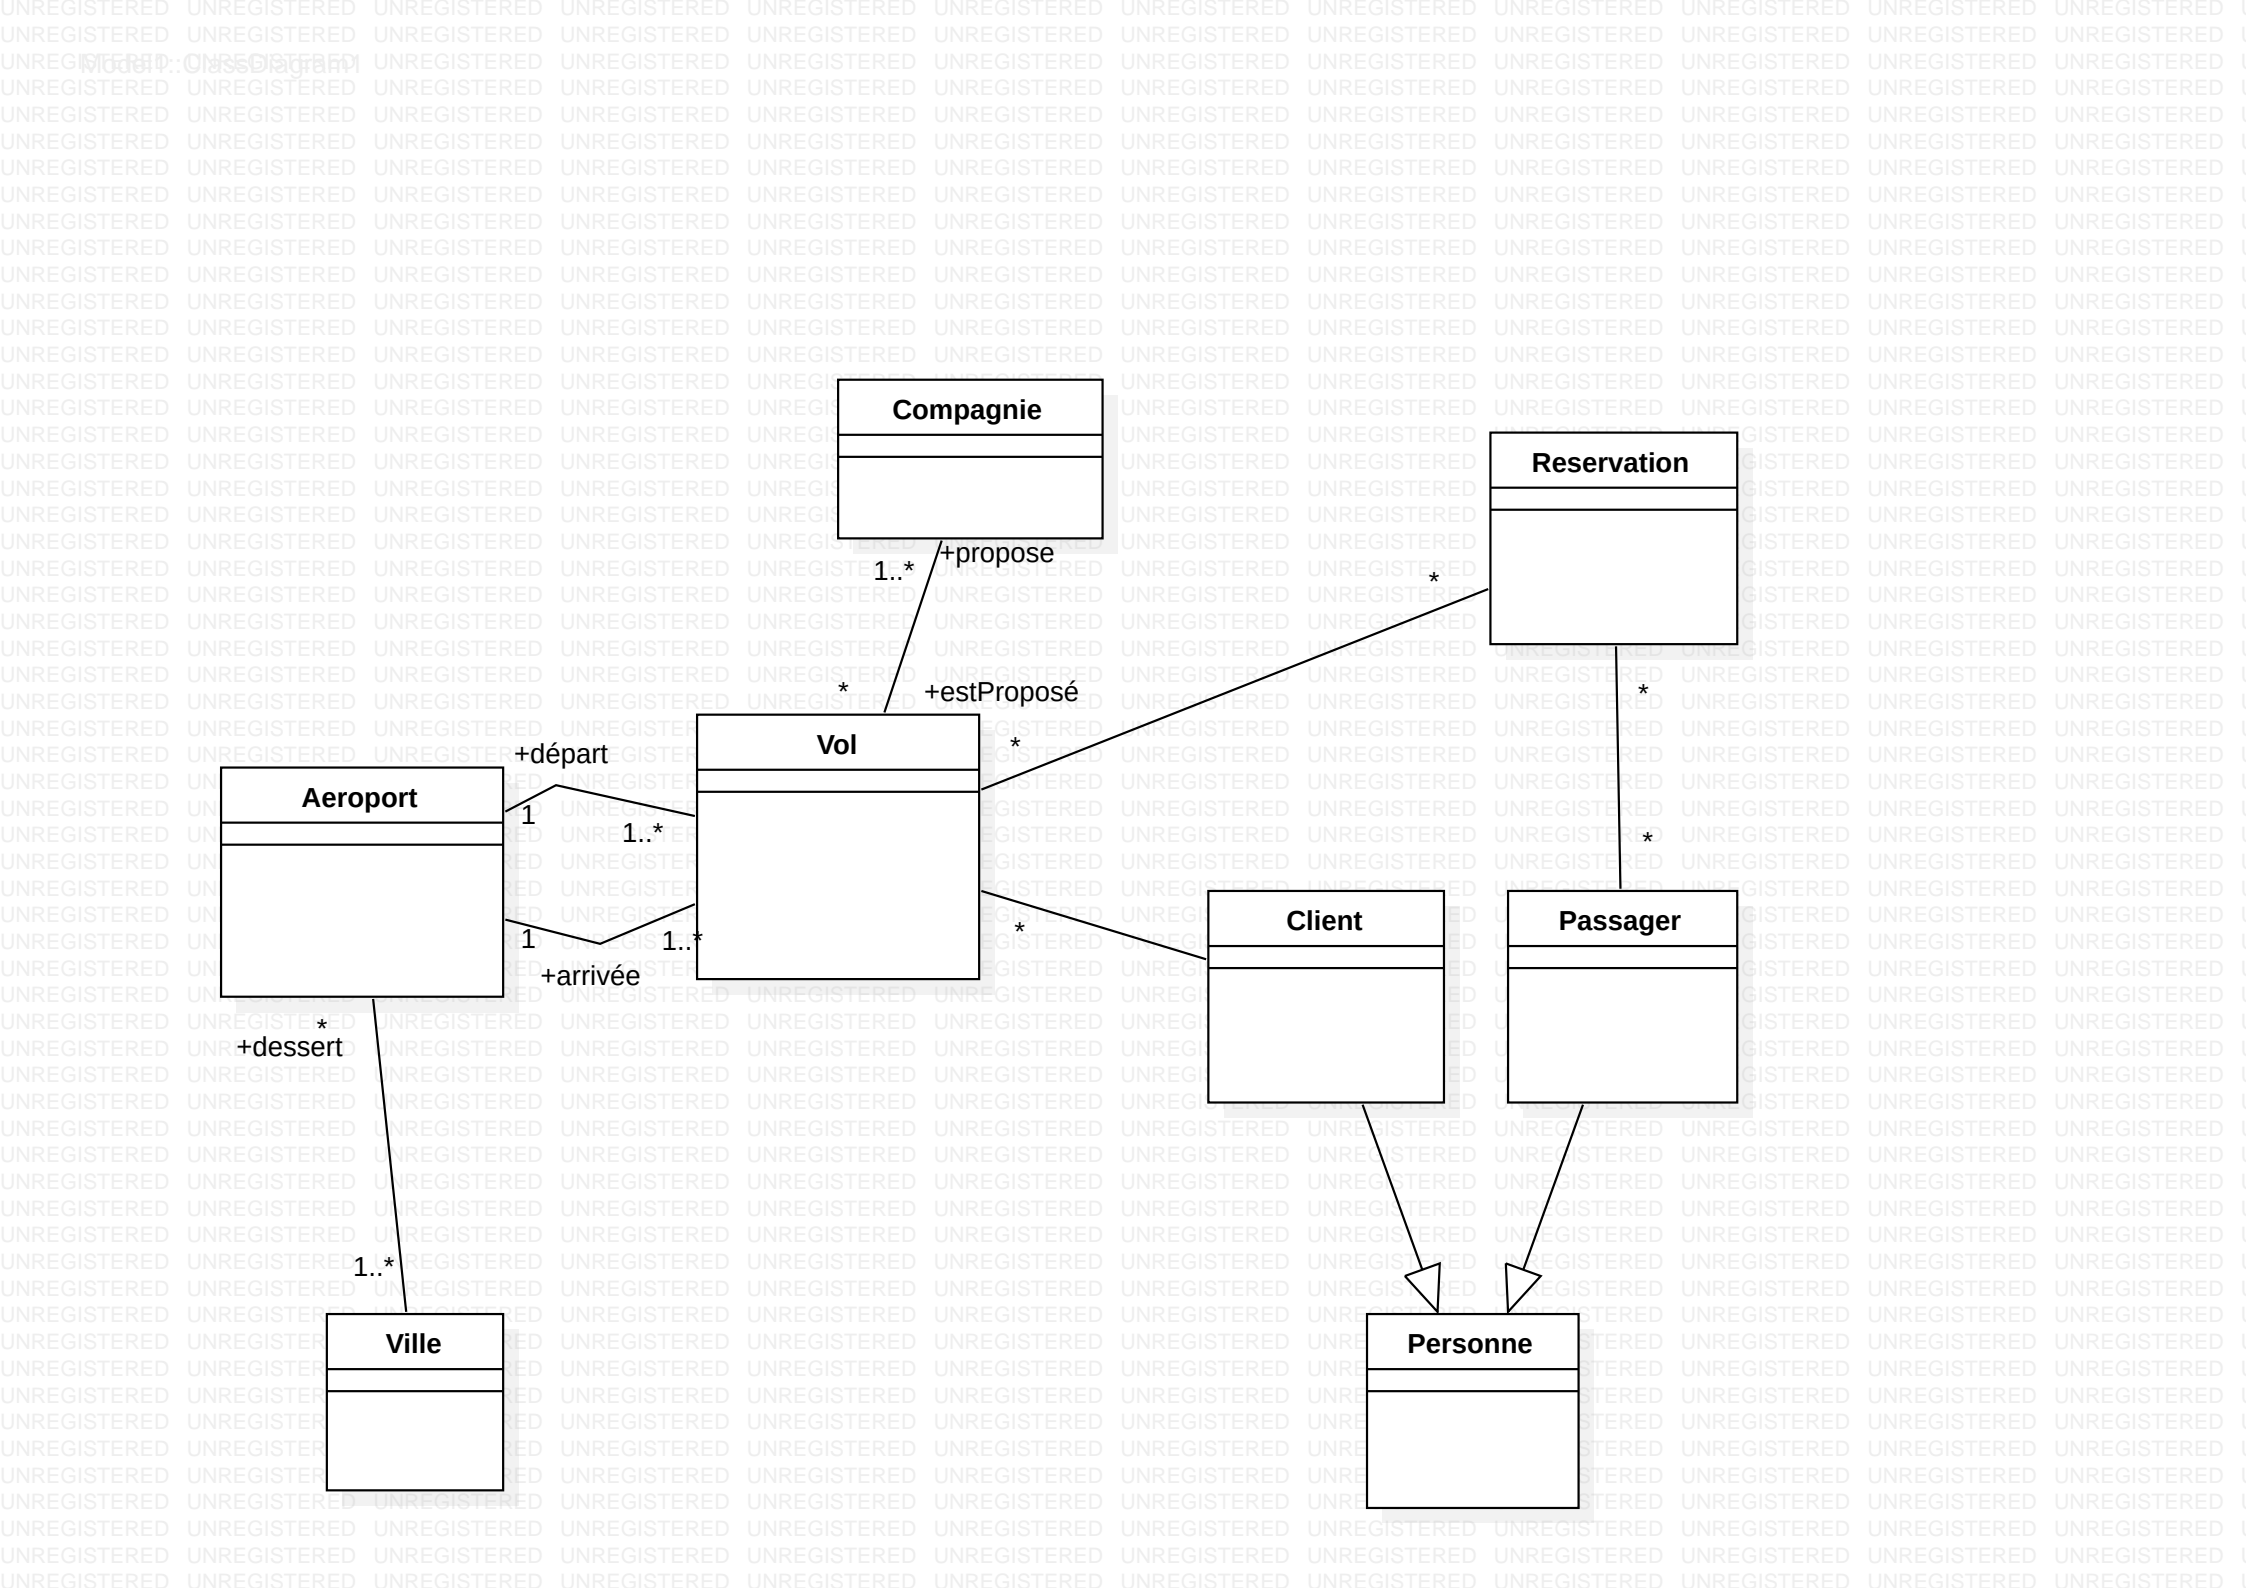 Model1::ClassDiagram1
Compagnie
+propose
1..*
Reservation
*
*
+estProposé
*
Vol
*
+départ
1
1..*
Aeroport
*
*
1
1..*
+arrivée
*
Client
Passager
*
+dessert
1..*
Ville
Personne
UNREGISTERED